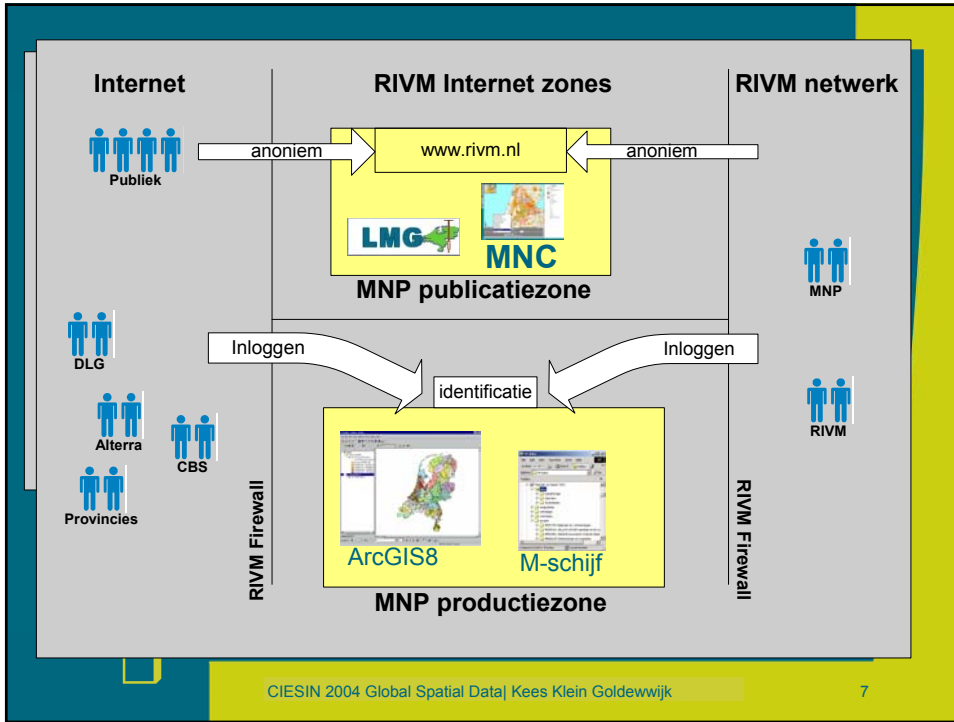 Internet
RIVM Internet zones
RIVM netwerk
Publiek
anoniem
www.rivm.nl
anoniem
LMG
MNC
MNP publicatiezone
MNP
DLG
Inloggen
Inloggen
identificatie
Alterra
CBS
Provincies
RIVM
RIVM Firewall
ArcGIS8
M-schijf
RIVM Firewall
MNP productiezone
CIESIN 2004 Global Spatial Data| Kees Klein Goldewwijk
7